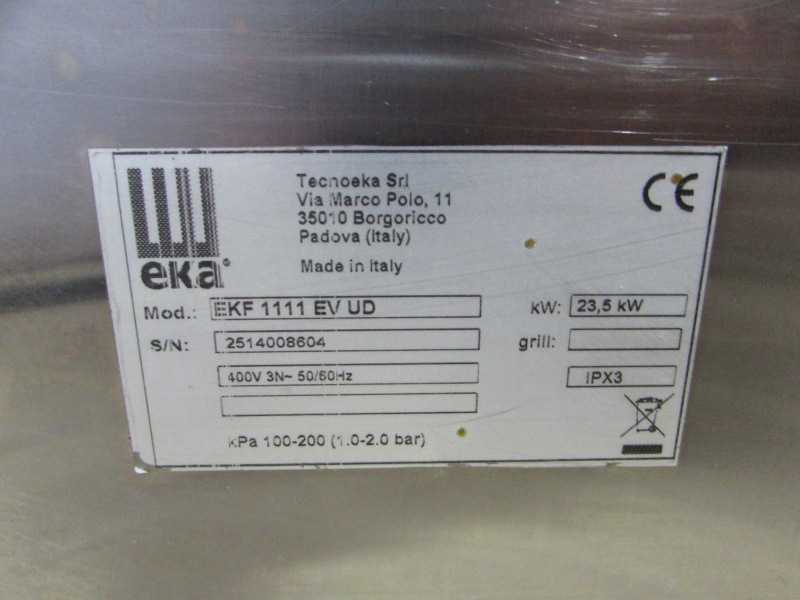 Tecnoeka Srl
Via Marco Polo, 11
35010 Borgoricco
Padova (Italy)
Made in Italy
CE
eka
Mod.: EKF 1111 EV UD
kW: 23,5 kW
S/N: 2514008604
grill:
400V 3N~ 50/60Hz
IPX3
kPa 100-200 (1.0-2.0 bar)